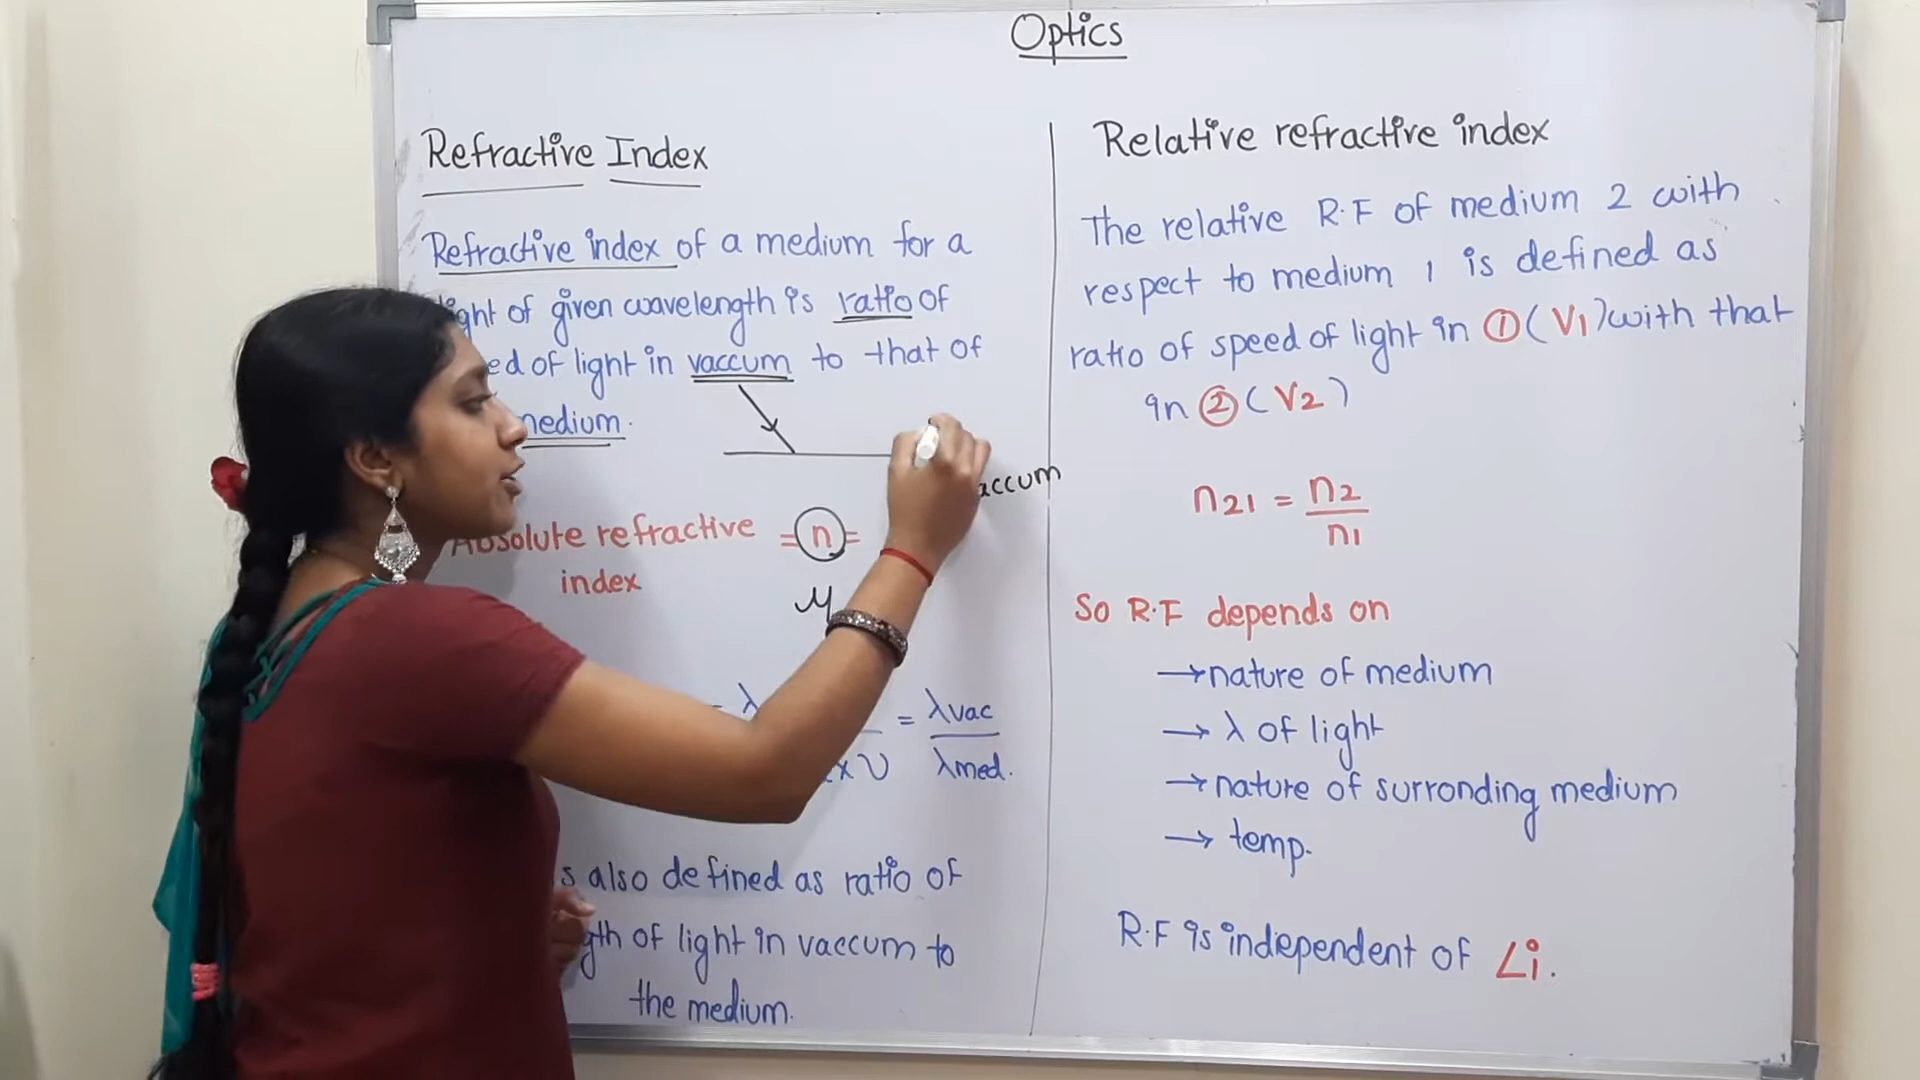 Optics
Refractive Index
Refractive index of a medium for a
light of given wavelength is ratio of
of light in vaccum to that of
medium.
vaccum
Absolute refractive = n =
index
μ
λ = λvac
x υ λmed.
also defined as ratio of
of light in vaccum to
the medium.
Relative refractive index
The relative R.F of medium 2 with
respect to medium 1 is defined as
ratio of speed of light in ① (V1) with that
in ② (V2)
n21 = n2
n1
So R.F depends on
→ nature of medium
→ λ of light
→ nature of surronding medium
→ temp.
R.F is independent of ∠i.